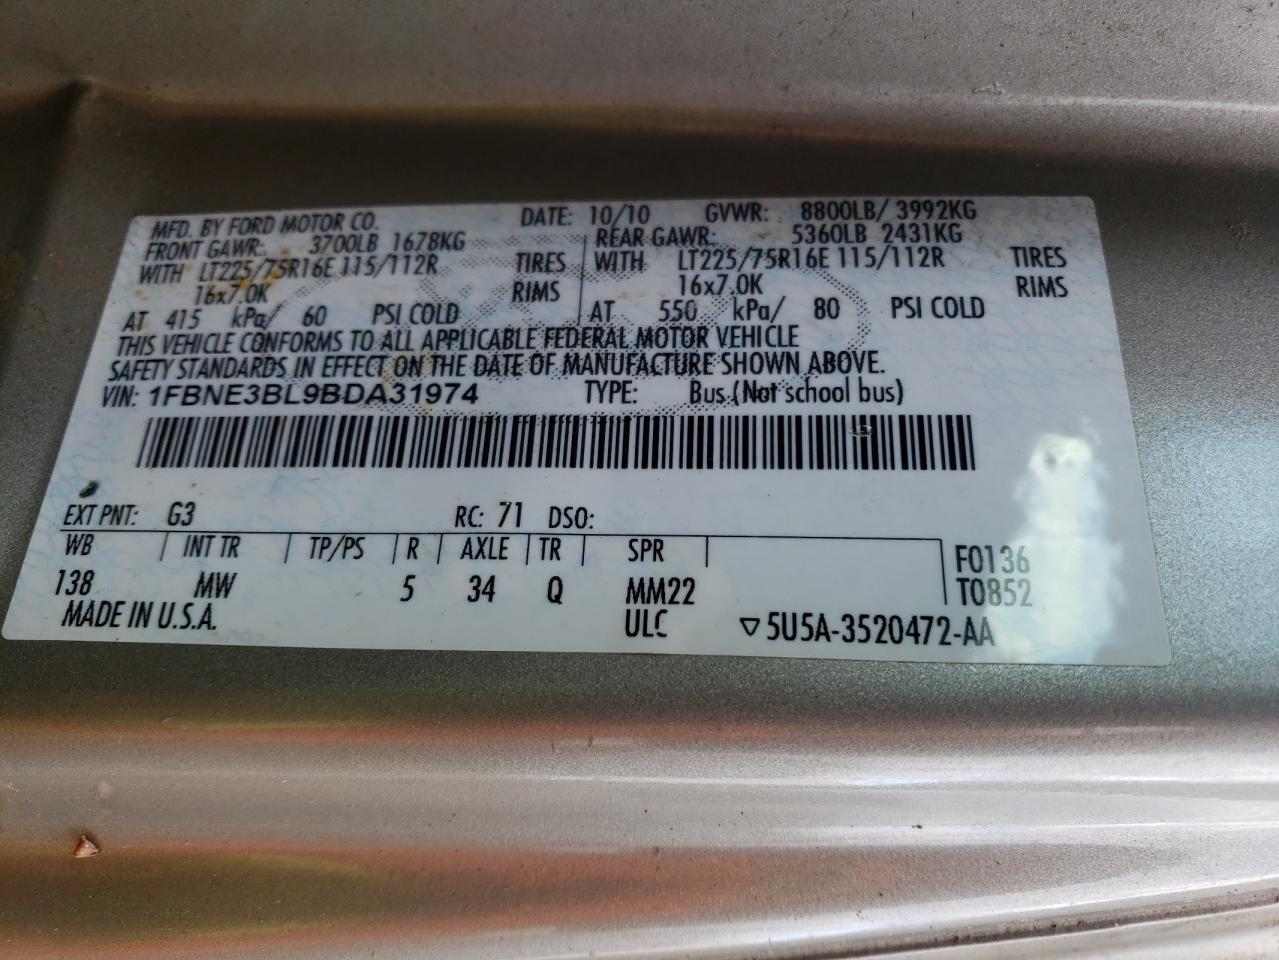 MFD. BY FORD MOTOR CO. DATE: 10/10 GVWR: 8800LB/ 3992KG
FRONT GAWR: 3700LB 1678KG REAR GAWR: 5360LB 2431KG
WITH LT225/75R16E 115/112R TIRES WITH LT225/75R16E 115/112R TIRES
16x7.0K RIMS 16x7.0K RIMS
AT 415 kPa/ 60 PSI COLD AT 550 kPa/ 80 PSI COLD
THIS VEHICLE CONFORMS TO ALL APPLICABLE FEDERAL MOTOR VEHICLE
SAFETY STANDARDS IN EFFECT ON THE DATE OF MANUFACTURE SHOWN ABOVE.
VIN: 1FBNE3BL9BDA31974 TYPE: Bus (Not school bus)
EXT PNT: G3 RC: 71 DSO:
WB INT TR TP/PS R AXLE TR SPR F0136
138 MW 5 34 Q MM22 T0852
MADE IN U.S.A. ULC ▽ 5U5A-3520472-AA